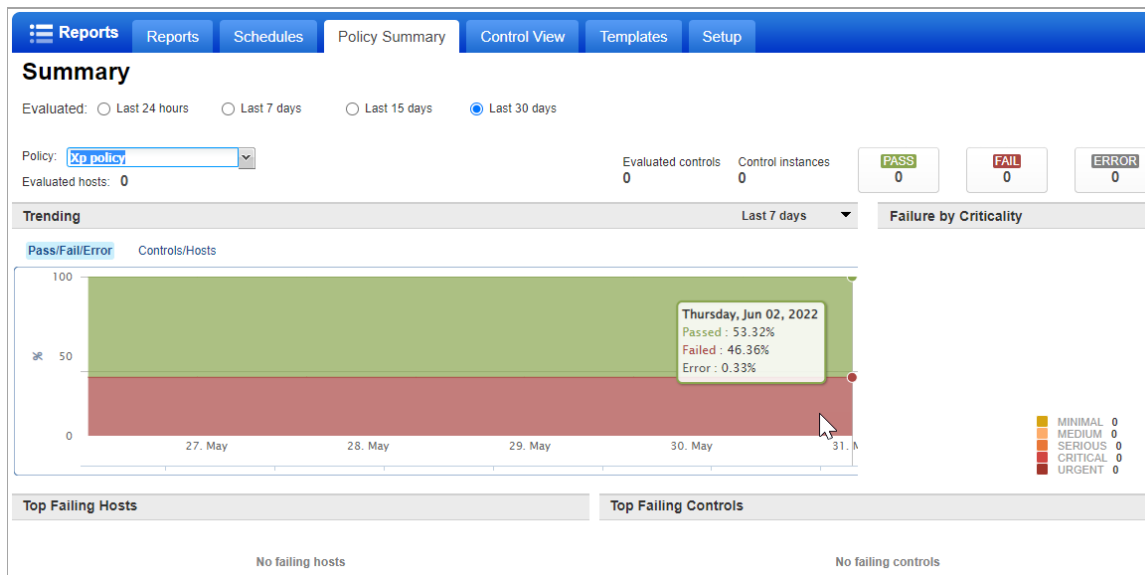 Reports Reports Schedules Policy Summary Control View Templates Setup
Summary
Evaluated: Last 24 hours Last 7 days Last 15 days Last 30 days
Policy: Xp policy
Evaluated hosts: 0
Evaluated controls Control instances
0 0
PASS FAIL ERROR
0 0 0
Trending Last 7 days
Failure by Criticality
Pass/Fail/Error Controls/Hosts
100
50
0
%
Thursday, Jun 02, 2022
Passed : 53.32%
Failed : 46.36%
Error : 0.33%
27. May 28. May 29. May 30. May 31.
MINIMAL 0
MEDIUM 0
SERIOUS 0
CRITICAL 0
URGENT 0
Top Failing Hosts Top Failing Controls
No failing hosts No failing controls